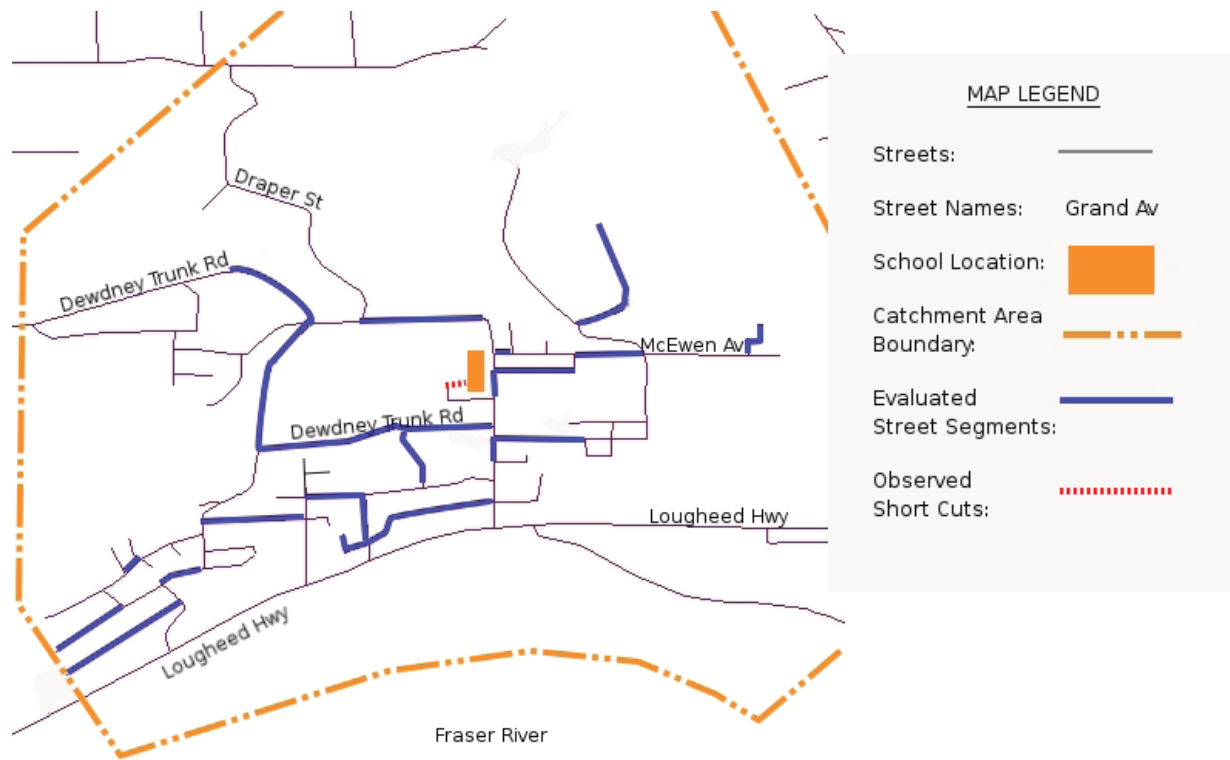 Draper St
Dewdney Trunk Rd
McEwen Av
Dewdney Trunk Rd
Lougheed Hwy
Lougheed Hwy
Fraser River
MAP LEGEND
Streets:
Street Names: Grand Av
School Location:
Catchment Area
Boundary:
Evaluated
Street Segments:
Observed
Short Cuts: